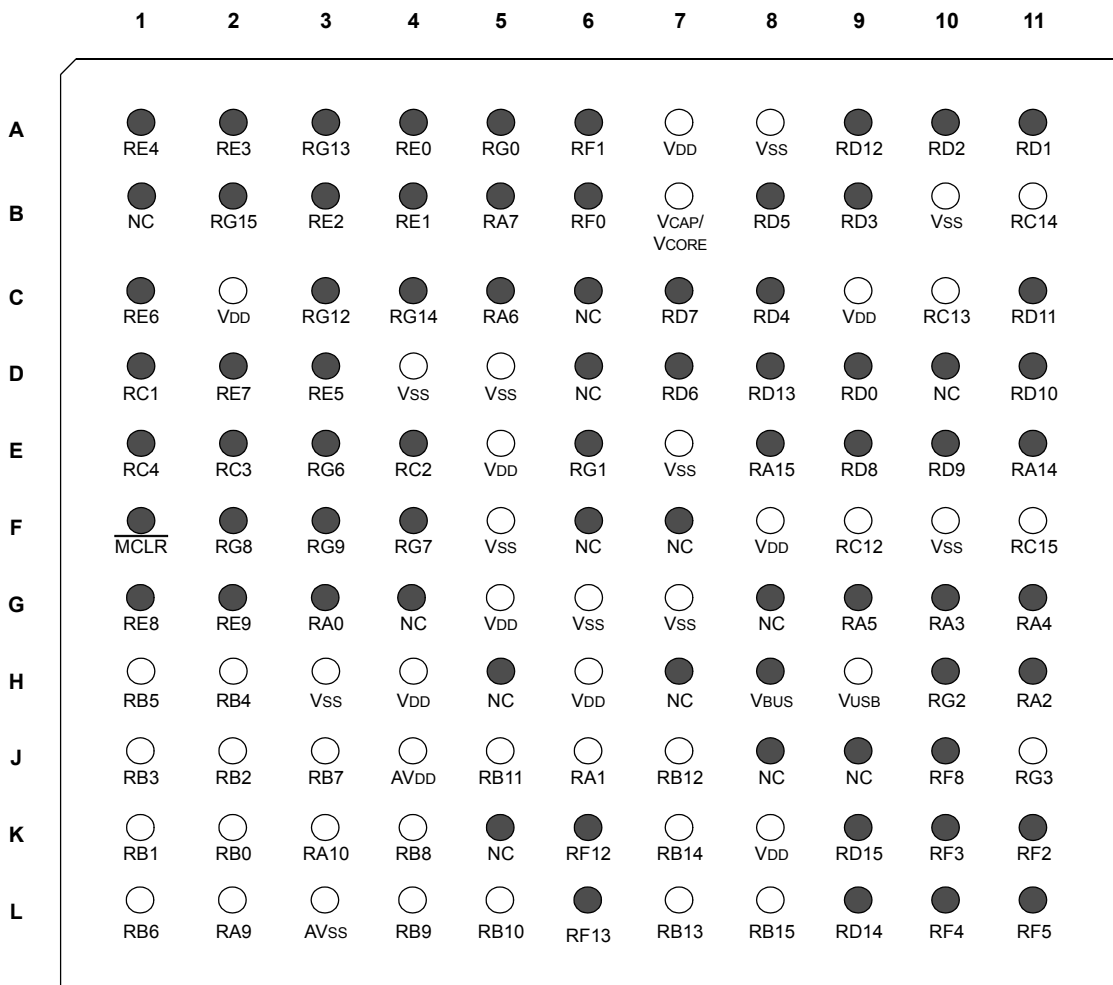 1 2 3 4 5 6 7 8 9 10 11
A
RE4 RE3 RG13 RE0 RG0 RF1 VDD VSS RD12 RD2 RD1
B
NC RG15 RE2 RE1 RA7 RF0 VCAP/ RD5 RD3 VSS RC14
VCORE
C
RE6 VDD RG12 RG14 RA6 NC RD7 RD4 VDD RC13 RD11
D
RC1 RE7 RE5 VSS VSS NC RD6 RD13 RD0 NC RD10
E
RC4 RC3 RG6 RC2 VDD RG1 VSS RA15 RD8 RD9 RA14
F
MCLR RG8 RG9 RG7 VSS NC NC VDD RC12 VSS RC15
G
RE8 RE9 RA0 NC VDD VSS VSS NC RA5 RA3 RA4
H
RB5 RB4 VSS VDD NC VDD NC VBUS VUSB RG2 RA2
J
RB3 RB2 RB7 AVDD RB11 RA1 RB12 NC NC RF8 RG3
K
RB1 RB0 RA10 RB8 NC RF12 RB14 VDD RD15 RF3 RF2
L
RB6 RA9 AVSS RB9 RB10 RF13 RB13 RB15 RD14 RF4 RF5